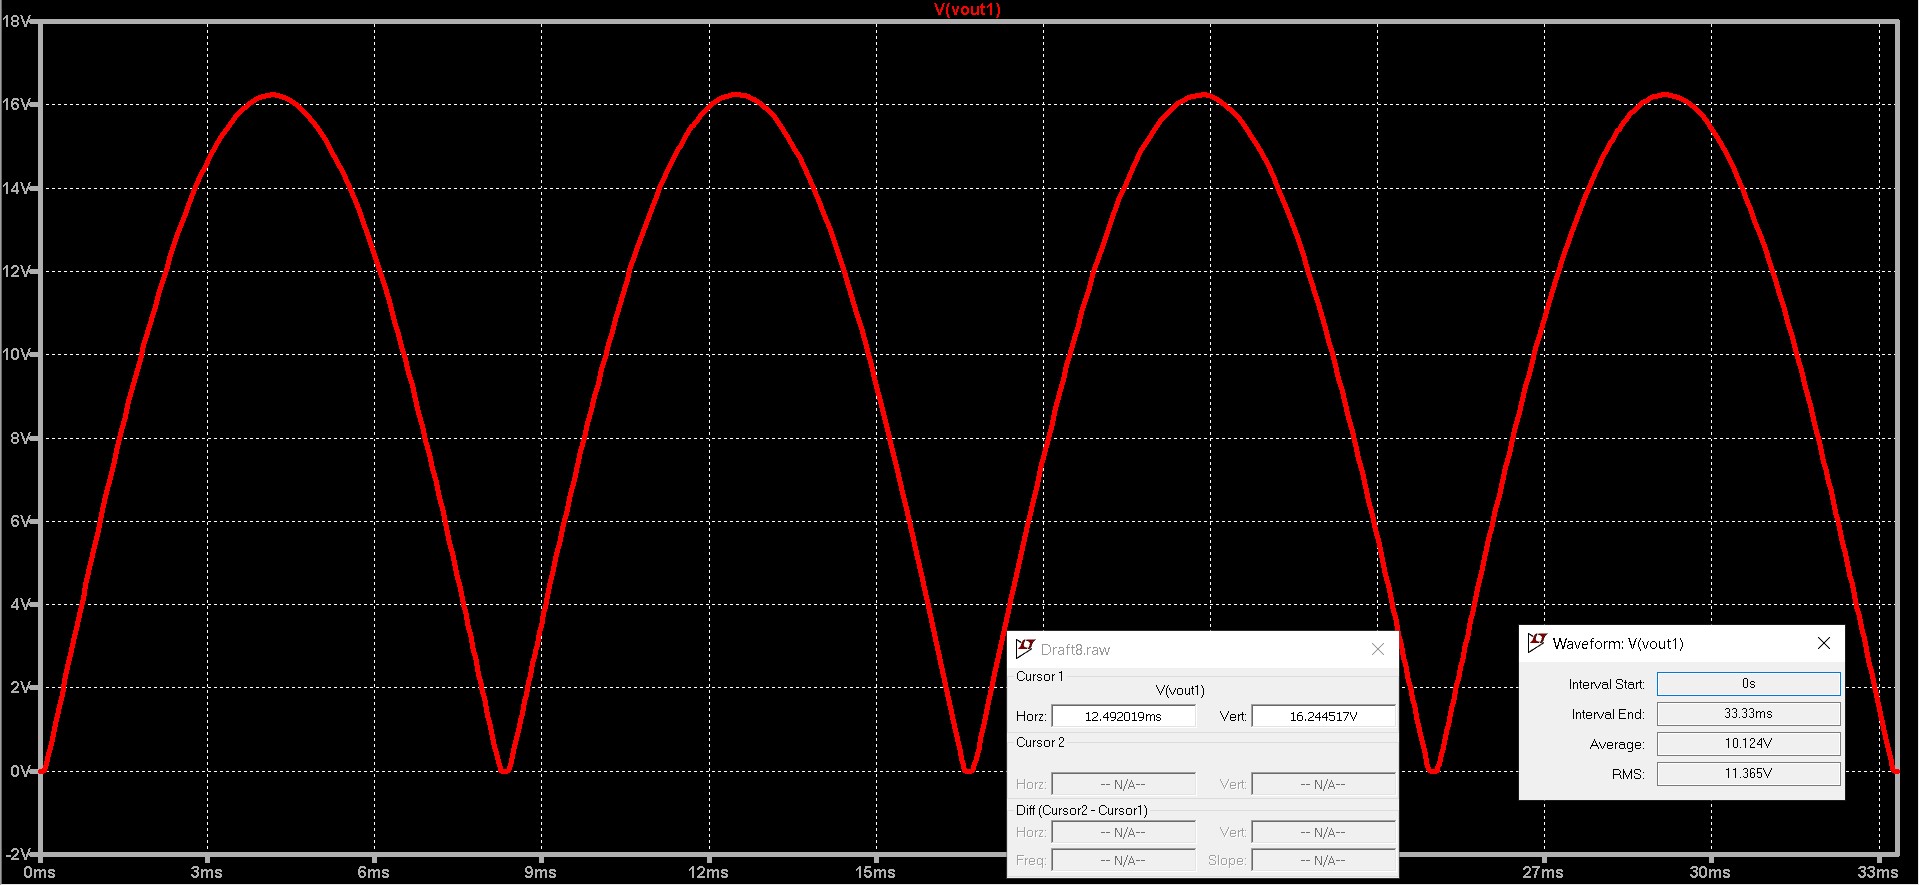 V(vout1)
18V
16V
14V
12V
10V
8V
6V
4V
2V
0V
-2V
0ms 3ms 6ms 9ms 12ms 15ms 27ms 30ms 33ms
Draft8.raw
Cursor 1
V(vout1)
Horz: 12.492019ms Vert: 16.244517V
Cursor 2
Horz: -- N/A-- Vert: -- N/A--
Diff (Cursor2 - Cursor1)
Horz: -- N/A-- Vert: -- N/A--
Freq: -- N/A-- Slope: -- N/A--
Waveform: V(vout1)
Interval Start: 0s
Interval End: 33.33ms
Average: 10.124V
RMS: 11.365V